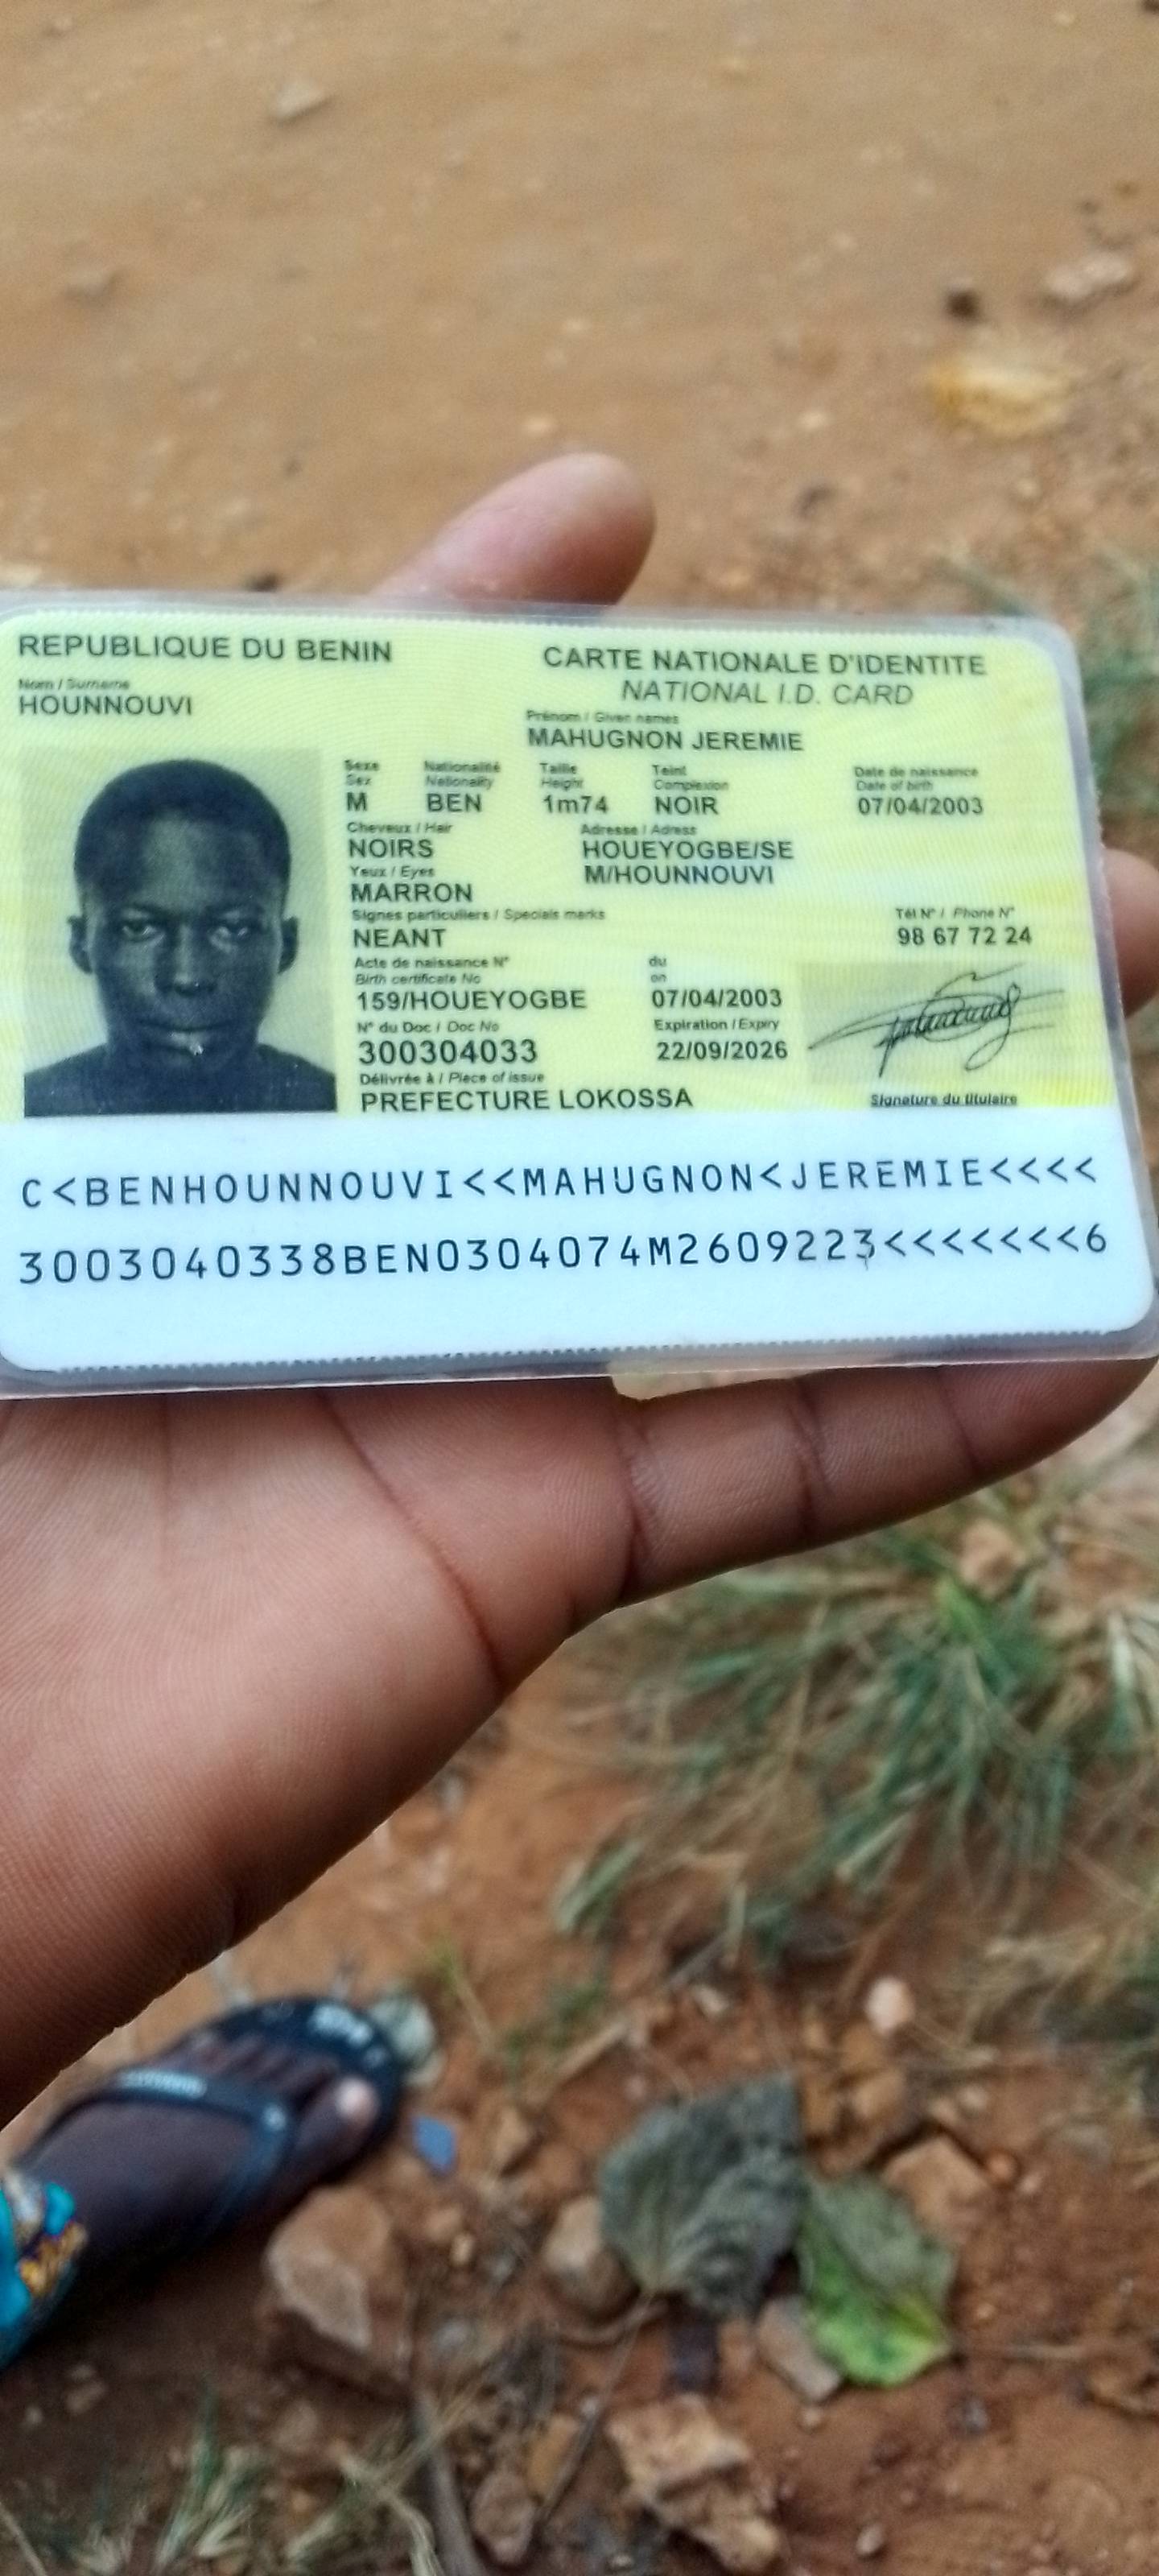 REPUBLIQUE DU BENIN
CARTE NATIONALE D'IDENTITE
NATIONAL I.D. CARD
Nom / Surname
HOUNNOUVI
Prénom / Given names
MAHUGNON JEREMIE
Sexe Nationalité Taille Teint Date de naissance
Sex Nationality Height Complexion Date of birth
M BEN 1m74 NOIR 07/04/2003
Cheveux / Hair Adresse / Adress
NOIRS HOUEYOGBE/SE
Yeux / Eyes M/HOUNNOUVI
MARRON
Signes particuliers / Specials marks Tél N° / Phone N°
NEANT 98 67 72 24
Acte de naissance N° du
Birth certificate No on
159/HOUEYOGBE 07/04/2003
N° du Doc / Doc No Expiration / Expiry
300304033 22/09/2026
Délivrée à / Place of issue
PREFECTURE LOKOSSA Signature du titulaire
C<BENHOUNNOUVI<<MAHUGNON<JEREMIE<<<<
3003040338BEN0304074M2609223<<<<<<<6